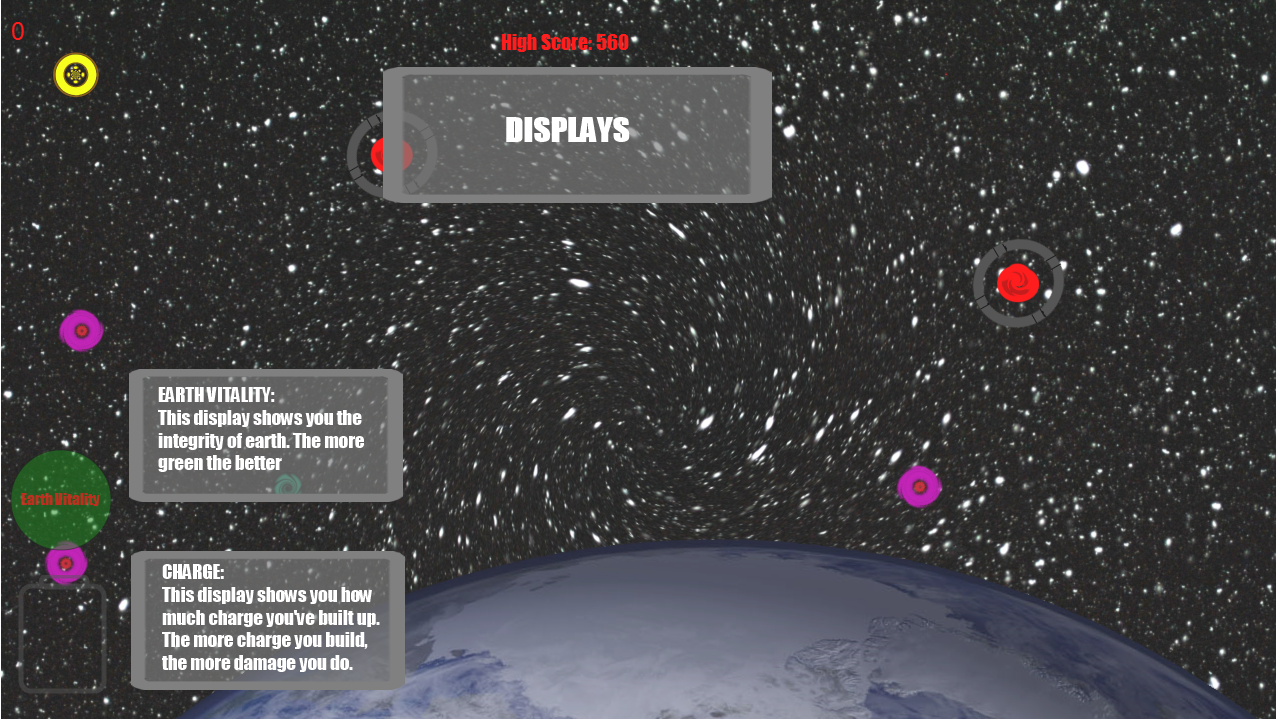 0
High Score: 560
DISPLAYS
EARTH VITALITY:
This display shows you the
integrity of earth. The more
green the better
Earth Vitality
CHARGE:
This display shows you how
much charge you've built up.
The more charge you build,
the more damage you do.